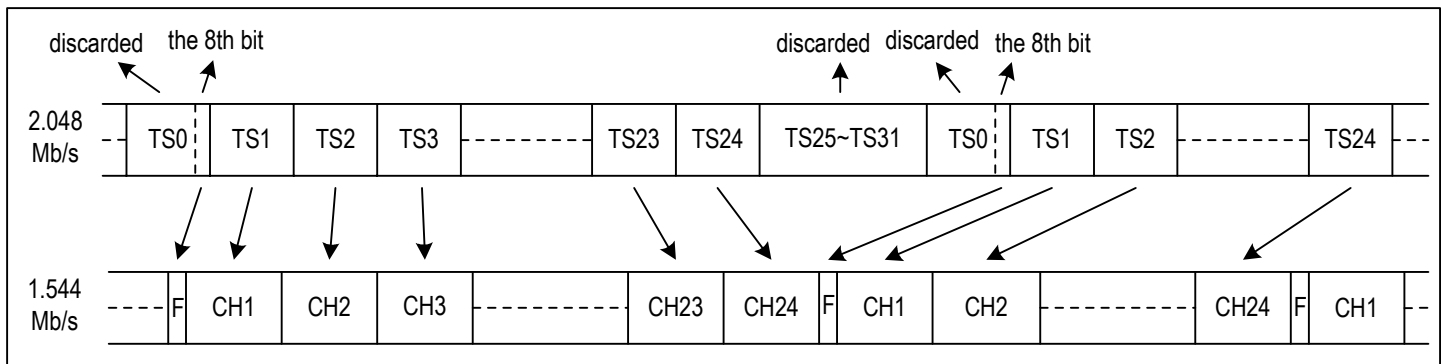 discarded the 8th bit discarded discarded the 8th bit
2.048
Mb/s
TS0 TS1 TS2 TS3 TS23 TS24 TS25~TS31 TS0 TS1 TS2 TS24
1.544
Mb/s
F CH1 CH2 CH3 CH23 CH24 F CH1 CH2 CH24 F CH1